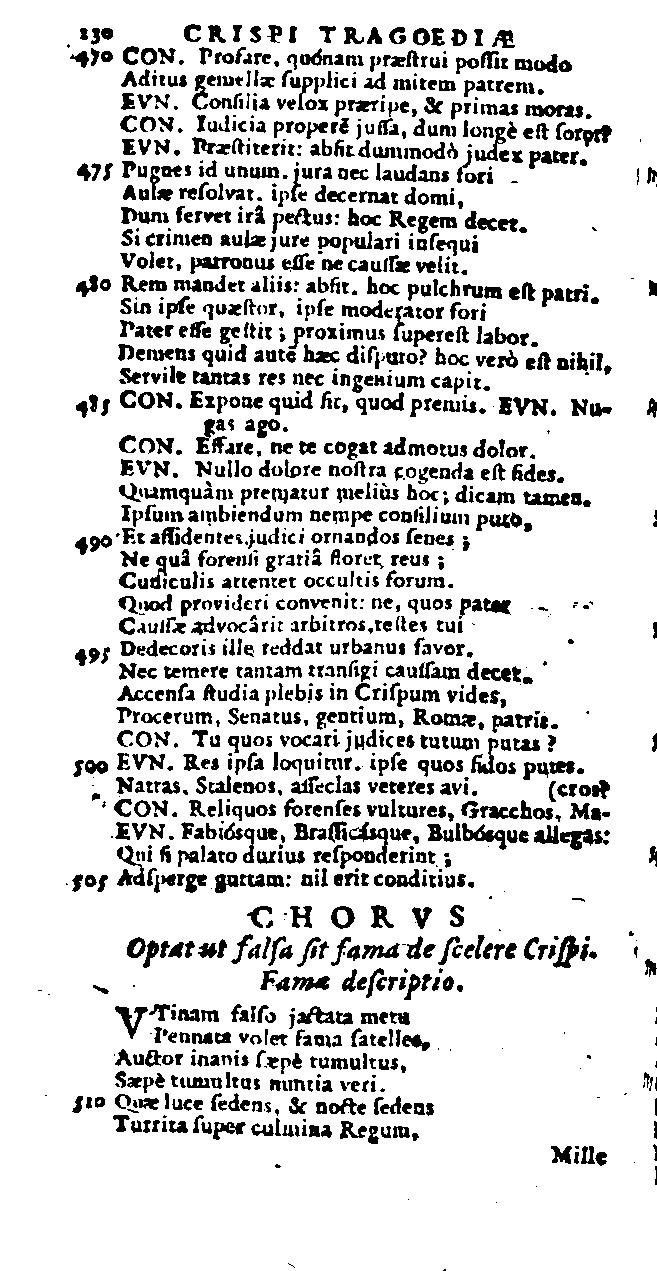 230 CRISPI TRAGOEDIÆ
470 CON. Profare, quónam præstrui possit modo
Aditus gemellæ supplici ad mitem patrem.
EVN. Consilia velox præripe, & primas moras.
CON. Iudicia properè jussa, dum longè est soror?
EVN. Præstiterit: absit dummodò judex pater.
475 Pugnes id unum. jura nec laudans fori
Aulæ resolvat. ipse decernat domi,
Dum fervet irâ pectus: hoc Regem decet.
Si crimen aulæ jure populari insequi
Volet, patronus esse ne caussæ velit.
480 Rem mandet aliis: absit. hoc pulchrum est patri.
Sin ipse quæstor, ipse moderator fori
Pater esse gestit; proximus superest labor.
Demens quid autē hæc disputo? hoc verò est nihil,
Servile tantas res nec ingenium capit.
485 CON. Expone quid sit, quod premis. EVN. Nu-
gas ago.
CON. Effare, ne te cogat admotus dolor.
EVN. Nullo dolore nostra cogenda est fides.
Quamquàm prematur meliùs hoc; dicam tamen.
Ipsum ambiendum nempe consilium puto,
490 Et assidentes judici ornandos senes;
Ne quâ forensi gratiâ floret reus;
Cudiculis attentet occultis forum.
Quod provideri convenit: ne, quos pater
Caussæ advocârit arbitros, testes tui
495 Dedecoris ille reddat urbanus favor.
Nec temere tantam transigi caussam decet.
Accensa studia plebis in Crispum vides,
Procerum, Senatus, gentium, Romæ, patris.
CON. Tu quos vocari judices tutum putas?
500 EVN. Res ipsa loquitur. ipse quos fidos putes.
Natras, Stalenos, asseclas veteres avi. (cros?
CON. Reliquos forenses vultures, Gracchos, Ma-
EVN. Fabiósque, Brassicásque, Bulbósque allegas:
Qui si palato durius responderint;
505 Adsperge guttam: nil erit conditius.
CHORVS
Optat ut falsa sit fama de scelere Crispi.
Famæ descriptio.
VTinam falso jactata metu
Pennata volet fama satelles,
Auctor inanis sæpè tumultus,
Sæpè tumultus nuntia veri.
510 Quæ luce sedens, & nocte sedens
Turrita super culmina Regum,
Mille